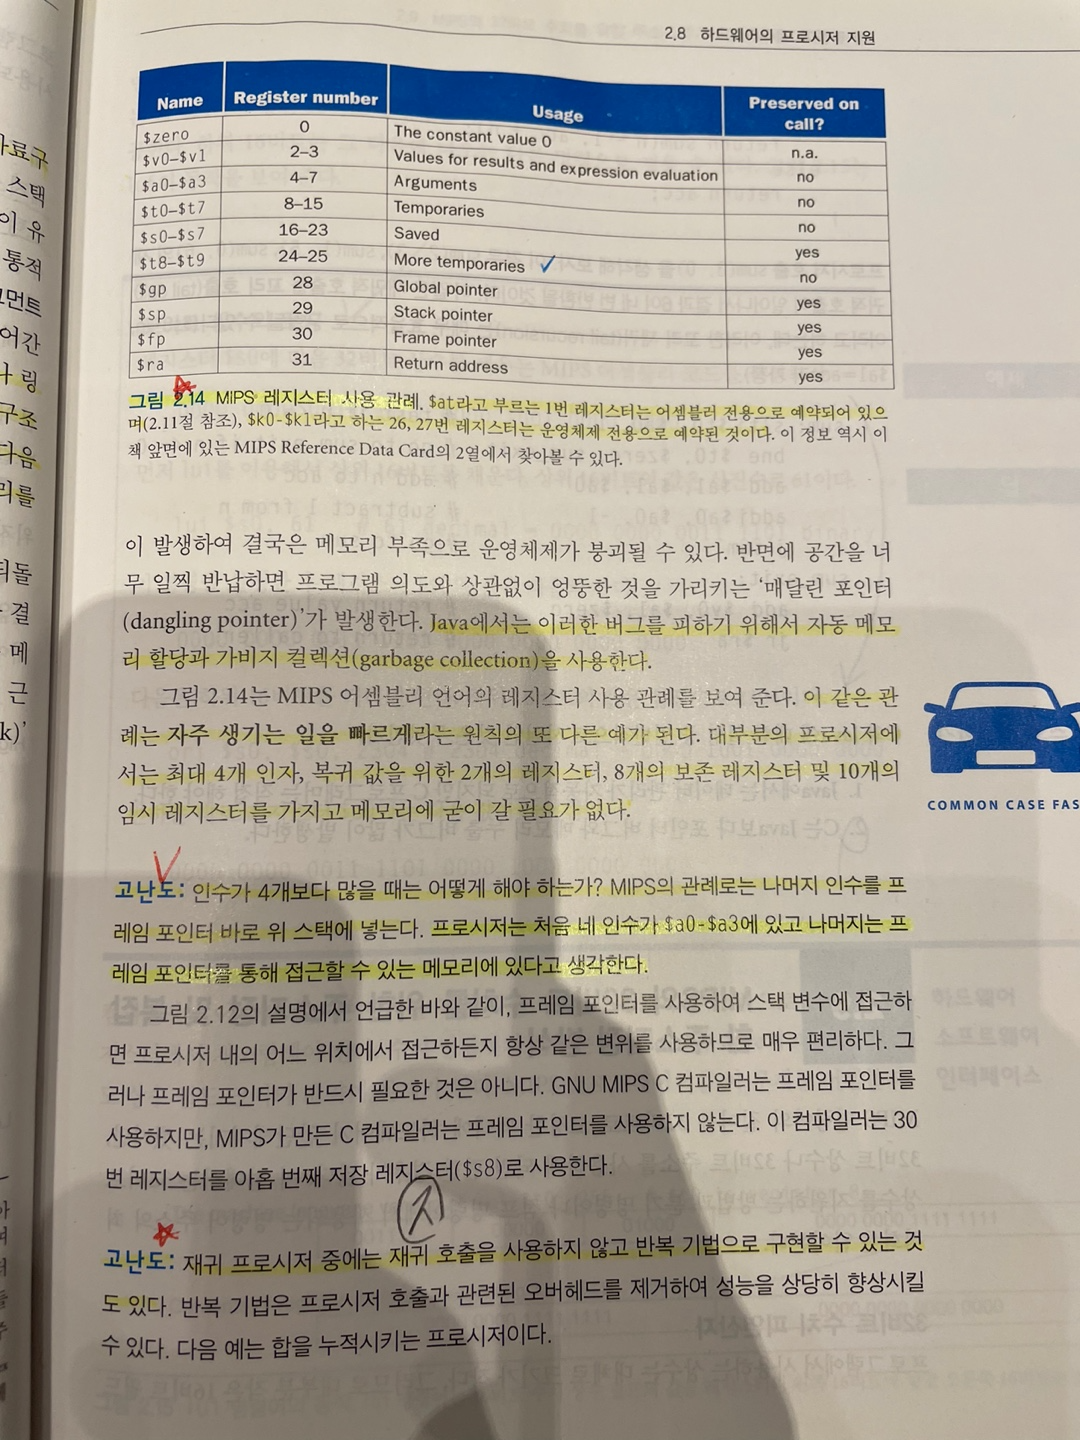 2.8 하드웨어의 프로시저 지원
Name Register number Usage Preserved on call?
$zero 0 The constant value 0 n.a.
$v0–$v1 2–3 Values for results and expression evaluation no
$a0–$a3 4–7 Arguments no
$t0–$t7 8–15 Temporaries no
$s0–$s7 16–23 Saved yes
$t8–$t9 24–25 More temporaries no
$gp 28 Global pointer yes
$sp 29 Stack pointer yes
$fp 30 Frame pointer yes
$ra 31 Return address yes
그림 2.14 MIPS 레지스터 사용 관례. $at라고 부르는 1번 레지스터는 어셈블러 전용으로 예약되어 있으
며(2.11절 참조), $k0-$k1라고 하는 26, 27번 레지스터는 운영체제 전용으로 예약된 것이다. 이 정보 역시 이
책 앞면에 있는 MIPS Reference Data Card의 2열에서 찾아볼 수 있다.
이 발생하여 결국은 메모리 부족으로 운영체제가 붕괴될 수 있다. 반면에 공간을 너
무 일찍 반납하면 프로그램 의도와 상관없이 엉뚱한 것을 가리키는 ‘매달린 포인터
(dangling pointer)’가 발생한다. Java에서는 이러한 버그를 피하기 위해서 자동 메모
리 할당과 가비지 컬렉션(garbage collection)을 사용한다.
그림 2.14는 MIPS 어셈블리 언어의 레지스터 사용 관례를 보여 준다. 이 같은 관
례는 자주 생기는 일을 빠르게라는 원칙의 또 다른 예가 된다. 대부분의 프로시저에
서는 최대 4개 인자, 복귀 값을 위한 2개의 레지스터, 8개의 보존 레지스터 및 10개의
임시 레지스터를 가지고 메모리에 굳이 갈 필요가 없다.
COMMON CASE FAS
고난도: 인수가 4개보다 많을 때는 어떻게 해야 하는가? MIPS의 관례로는 나머지 인수를 프
레임 포인터 바로 위 스택에 넣는다. 프로시저는 처음 네 인수가 $a0-$a3에 있고 나머지는 프
레임 포인터를 통해 접근할 수 있는 메모리에 있다고 생각한다.
그림 2.12의 설명에서 언급한 바와 같이, 프레임 포인터를 사용하여 스택 변수에 접근하
면 프로시저 내의 어느 위치에서 접근하든지 항상 같은 변위를 사용하므로 매우 편리하다. 그
러나 프레임 포인터가 반드시 필요한 것은 아니다. GNU MIPS C 컴파일러는 프레임 포인터를
사용하지만, MIPS가 만든 C 컴파일러는 프레임 포인터를 사용하지 않는다. 이 컴파일러는 30
번 레지스터를 아홉 번째 저장 레지스터($s8)로 사용한다.
고난도: 재귀 프로시저 중에는 재귀 호출을 사용하지 않고 반복 기법으로 구현할 수 있는 것
도 있다. 반복 기법은 프로시저 호출과 관련된 오버헤드를 제거하여 성능을 상당히 향상시킬
수 있다. 다음 예는 합을 누적시키는 프로시저이다.